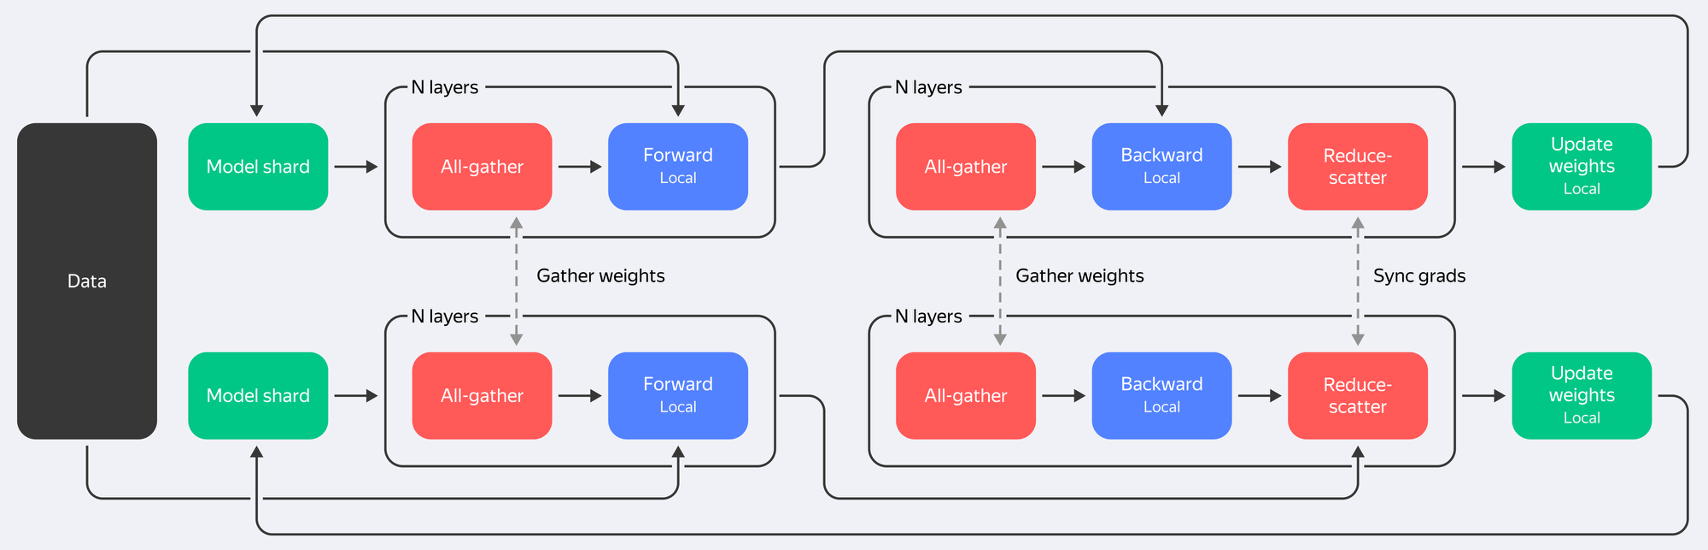 N layers
N layers
Model shard
All-gather
Forward
Local
All-gather
Backward
Local
Reduce-
scatter
Update
weights
Local
Data
Gather weights
Gather weights
Sync grads
N layers
N layers
Model shard
All-gather
Forward
Local
All-gather
Backward
Local
Reduce-
scatter
Update
weights
Local